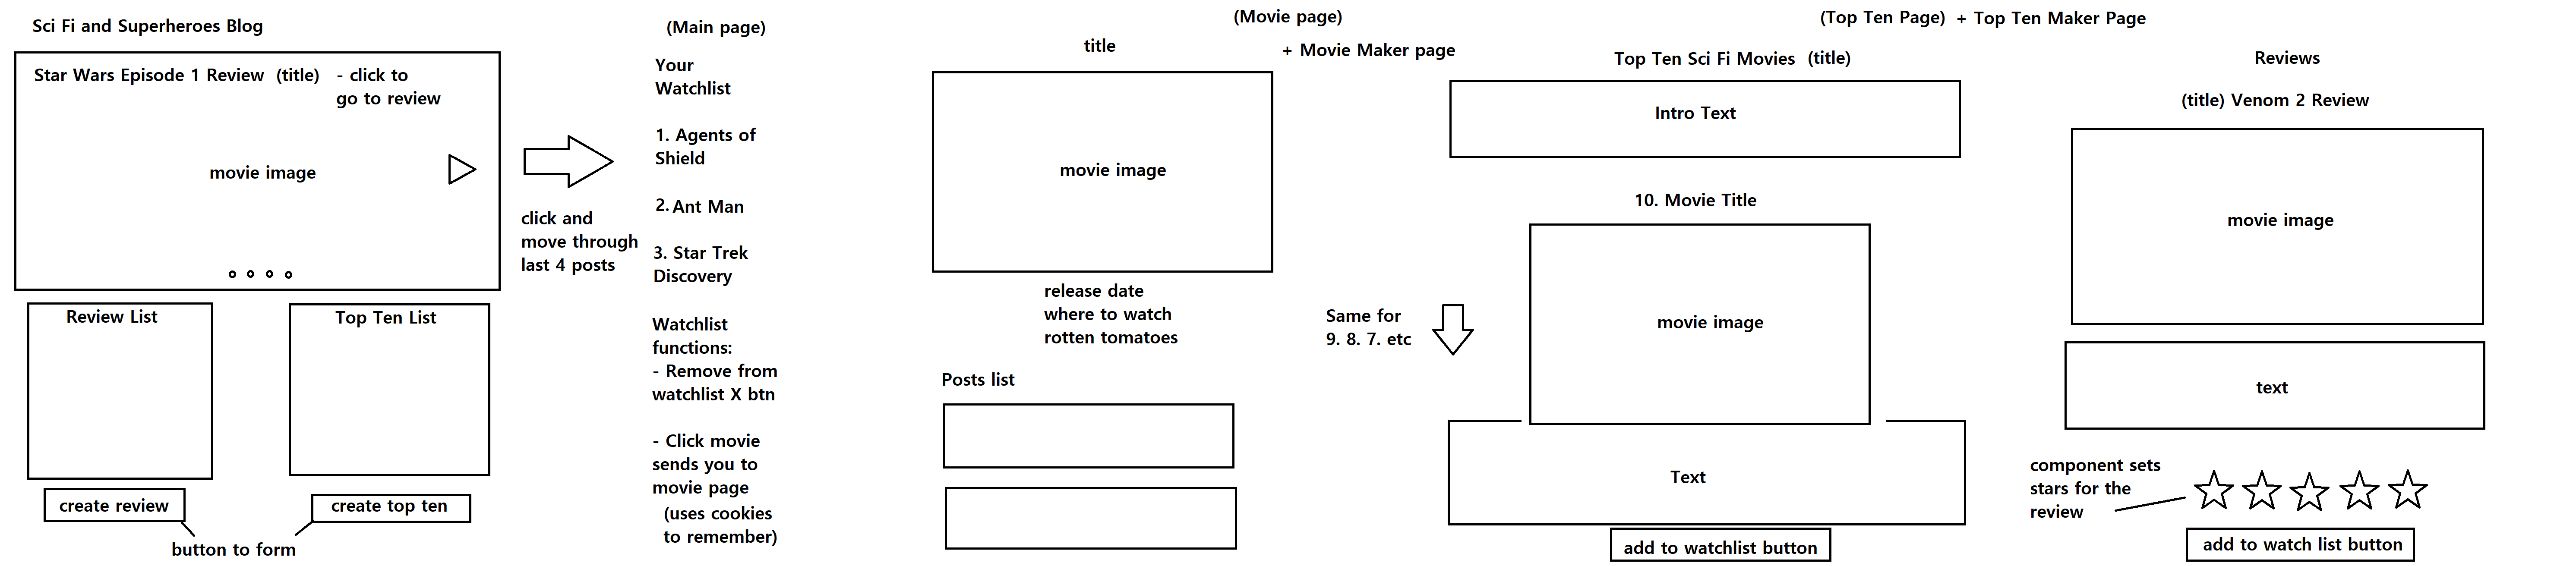 Sci Fi and Superheroes Blog
Star Wars Episode 1 Review (title) - click to
go to review
movie image
click and
move through
last 4 posts
Review List
Top Ten List
create review
create top ten
button to form
(Main page)
Your
Watchlist
1. Agents of
Shield
2. Ant Man
3. Star Trek
Discovery
Watchlist
functions:
- Remove from
watchlist X btn
- Click movie
sends you to
movie page
(uses cookies
to remember)
(Movie page)
+ Movie Maker page
title
movie image
release date
where to watch
rotten tomatoes
Posts list
(Top Ten Page) + Top Ten Maker Page
Top Ten Sci Fi Movies (title)
Intro Text
10. Movie Title
movie image
Same for
9. 8. 7. etc
Text
add to watchlist button
Reviews
(title) Venom 2 Review
movie image
text
component sets
stars for the
review
add to watch list button